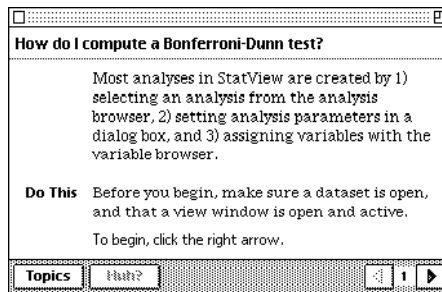 How do I compute a Bonferroni-Dunn test?
Most analyses in StatView are created by 1)
selecting an analysis from the analysis
browser, 2) setting analysis parameters in a
dialog box, and 3) assigning variables with the
variable browser.
Do This Before you begin, make sure a dataset is open,
and that a view window is open and active.
To begin, click the right arrow.
Topics Huh? 1